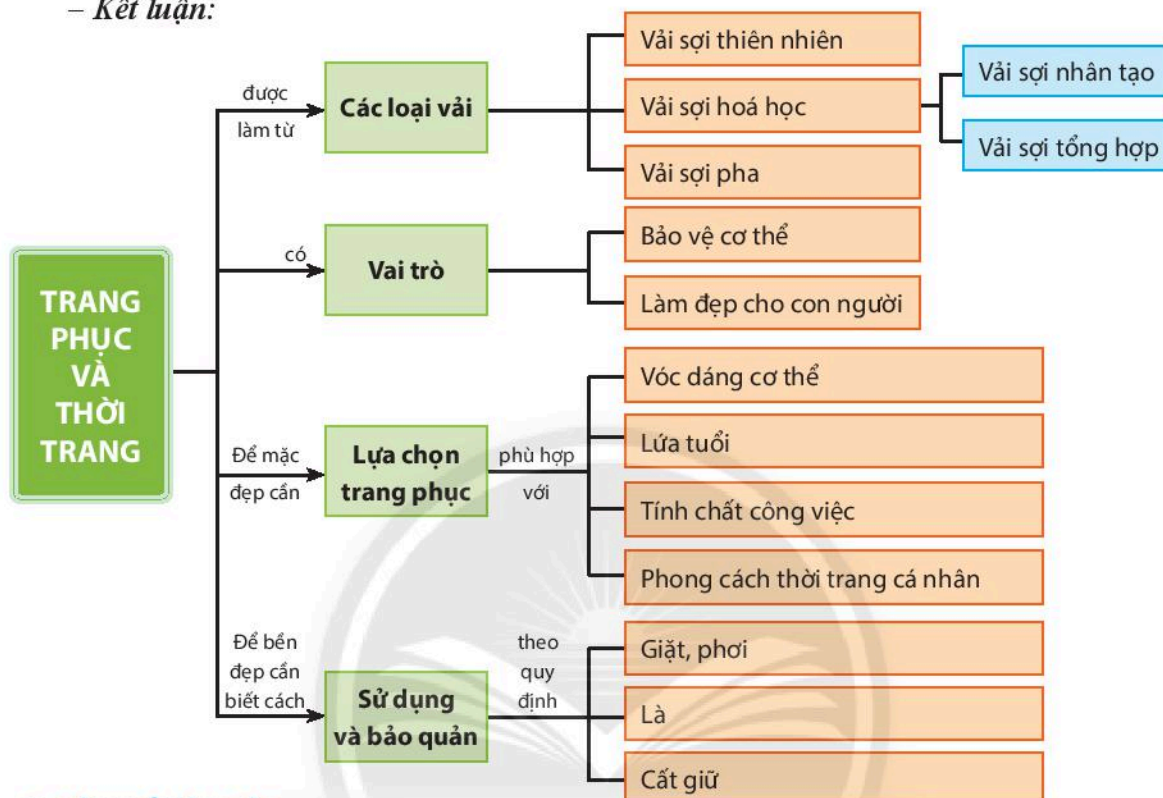 – Kết luận:
TRANG
PHỤC
VÀ
THỜI
TRANG
được
làm từ
Các loại vải
Vải sợi thiên nhiên
Vải sợi hoá học
Vải sợi pha
Vải sợi nhân tạo
Vải sợi tổng hợp
có
Vai trò
Bảo vệ cơ thể
Làm đẹp cho con người
Để mặc
đẹp cần
Lựa chọn
trang phục
phù hợp
với
Vóc dáng cơ thể
Lứa tuổi
Tính chất công việc
Phong cách thời trang cá nhân
Để bền
đẹp cần
biết cách
Sử dụng
và bảo quản
theo
quy
định
Giặt, phơi
Là
Cất giữ